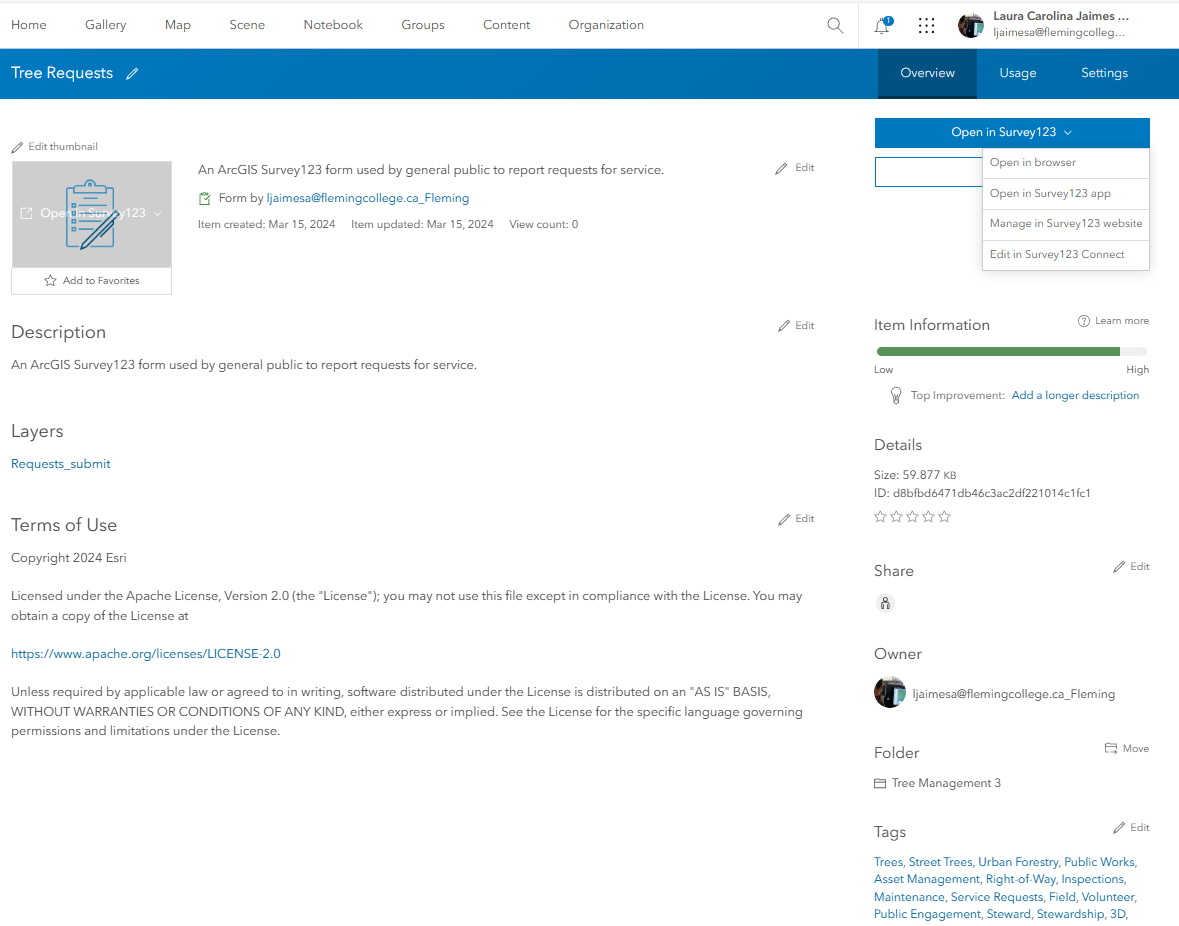 Home Gallery Map Scene Notebook Groups Content Organization
1
Laura Carolina Jaimes ...
ljaimesa@flemingcolleg...
Tree Requests
Overview Usage Settings
Open in Survey123
Open in browser
Open in Survey123 app
Manage in Survey123 website
Edit in Survey123 Connect
Edit thumbnail
Open in Survey123
Add to Favorites
An ArcGIS Survey123 form used by general public to report requests for service.
Edit
Form by ljaimesa@flemingcollege.ca_Fleming
Item created: Mar 15, 2024 Item updated: Mar 15, 2024 View count: 0
Description
Edit
An ArcGIS Survey123 form used by general public to report requests for service.
Layers
Requests_submit
Terms of Use
Edit
Copyright 2024 Esri
Licensed under the Apache License, Version 2.0 (the "License"); you may not use this file except in compliance with the License. You may
obtain a copy of the License at
https://www.apache.org/licenses/LICENSE-2.0
Unless required by applicable law or agreed to in writing, software distributed under the License is distributed on an "AS IS" BASIS,
WITHOUT WARRANTIES OR CONDITIONS OF ANY KIND, either express or implied. See the License for the specific language governing
permissions and limitations under the License.
Item Information
Learn more
Low High
Top Improvement: Add a longer description
Details
Size: 59.877 KB
ID: d8bfbd6471db46c3ac2df221014c1fc1
Share
Edit
Owner
ljaimesa@flemingcollege.ca_Fleming
Folder
Move
Tree Management 3
Tags
Edit
Trees, Street Trees, Urban Forestry, Public Works,
Asset Management, Right-of-Way, Inspections,
Maintenance, Service Requests, Field, Volunteer,
Public Engagement, Steward, Stewardship, 3D,